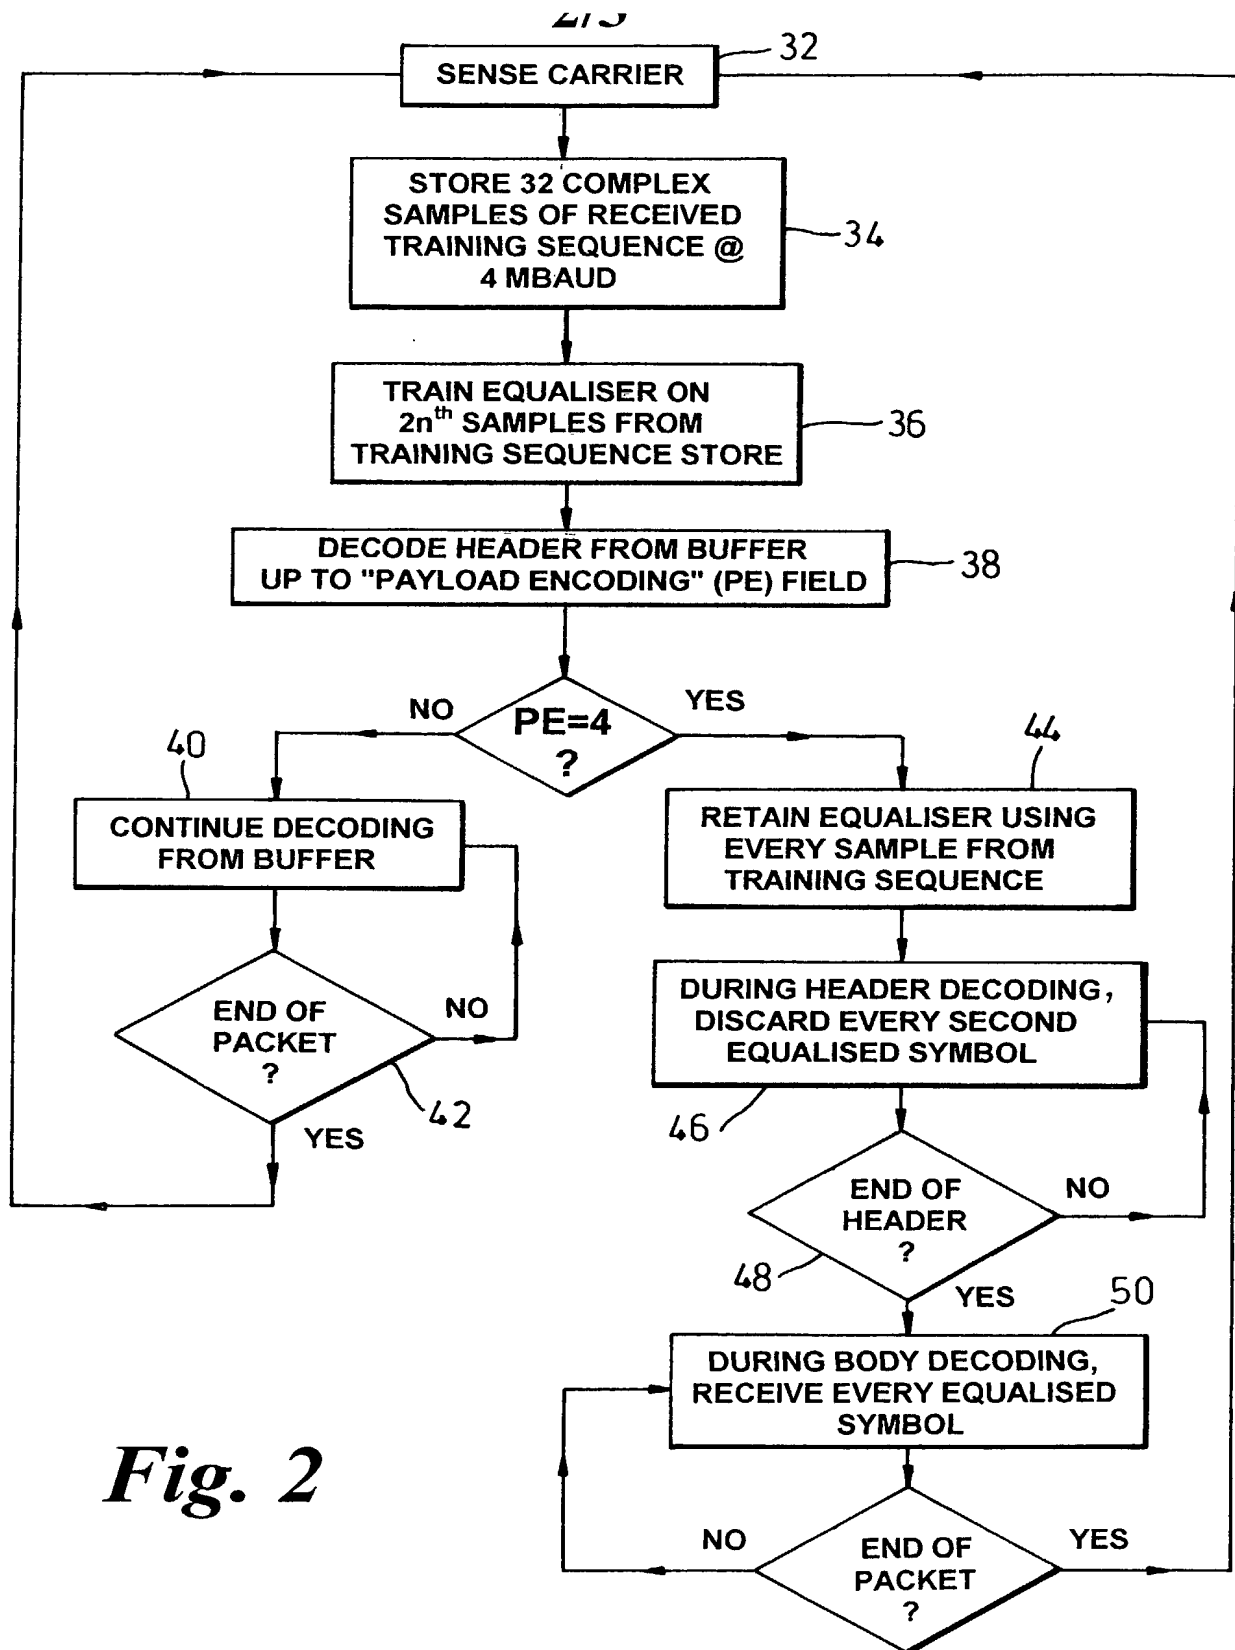 SENSE CARRIER
32
STORE 32 COMPLEX
SAMPLES OF RECEIVED
TRAINING SEQUENCE @
4 MBAUD
34
TRAIN EQUALISER ON
2nth SAMPLES FROM
TRAINING SEQUENCE STORE
36
DECODE HEADER FROM BUFFER
UP TO "PAYLOAD ENCODING" (PE) FIELD
38
NO
PE=4
?
YES
40
CONTINUE DECODING
FROM BUFFER
44
RETAIN EQUALISER USING
EVERY SAMPLE FROM
TRAINING SEQUENCE
END OF
PACKET
?
NO
42
YES
DURING HEADER DECODING,
DISCARD EVERY SECOND
EQUALISED SYMBOL
46
END OF
HEADER
?
NO
48
YES
50
DURING BODY DECODING,
RECEIVE EVERY EQUALISED
SYMBOL
NO
END OF
PACKET
?
YES
Fig. 2